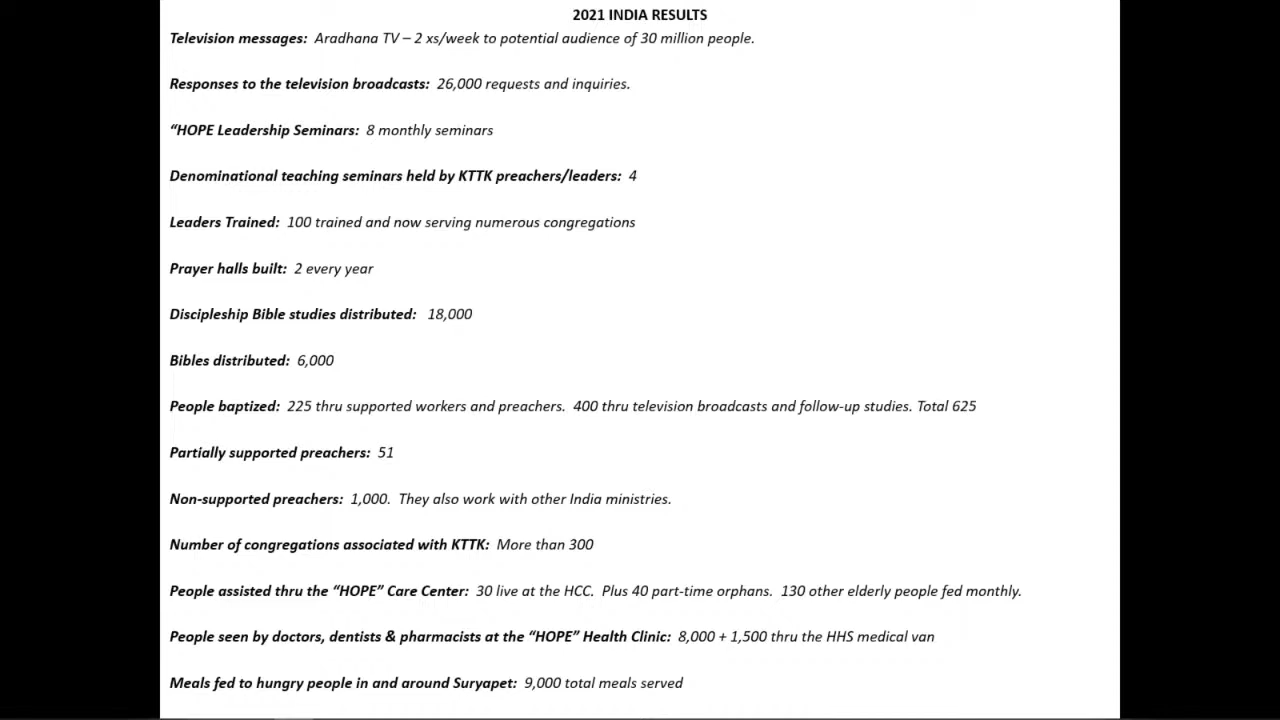 2021 INDIA RESULTS
Television messages: Aradhana TV – 2 xs/week to potential audience of 30 million people.
Responses to the television broadcasts: 26,000 requests and inquiries.
“HOPE Leadership Seminars: 8 monthly seminars
Denominational teaching seminars held by KTTK preachers/leaders: 4
Leaders Trained: 100 trained and now serving numerous congregations
Prayer halls built: 2 every year
Discipleship Bible studies distributed: 18,000
Bibles distributed: 6,000
People baptized: 225 thru supported workers and preachers. 400 thru television broadcasts and follow-up studies. Total 625
Partially supported preachers: 51
Non-supported preachers: 1,000. They also work with other India ministries.
Number of congregations associated with KTTK: More than 300
People assisted thru the “HOPE” Care Center: 30 live at the HCC. Plus 40 part-time orphans. 130 other elderly people fed monthly.
People seen by doctors, dentists & pharmacists at the “HOPE” Health Clinic: 8,000 + 1,500 thru the HHS medical van
Meals fed to hungry people in and around Suryapet: 9,000 total meals served